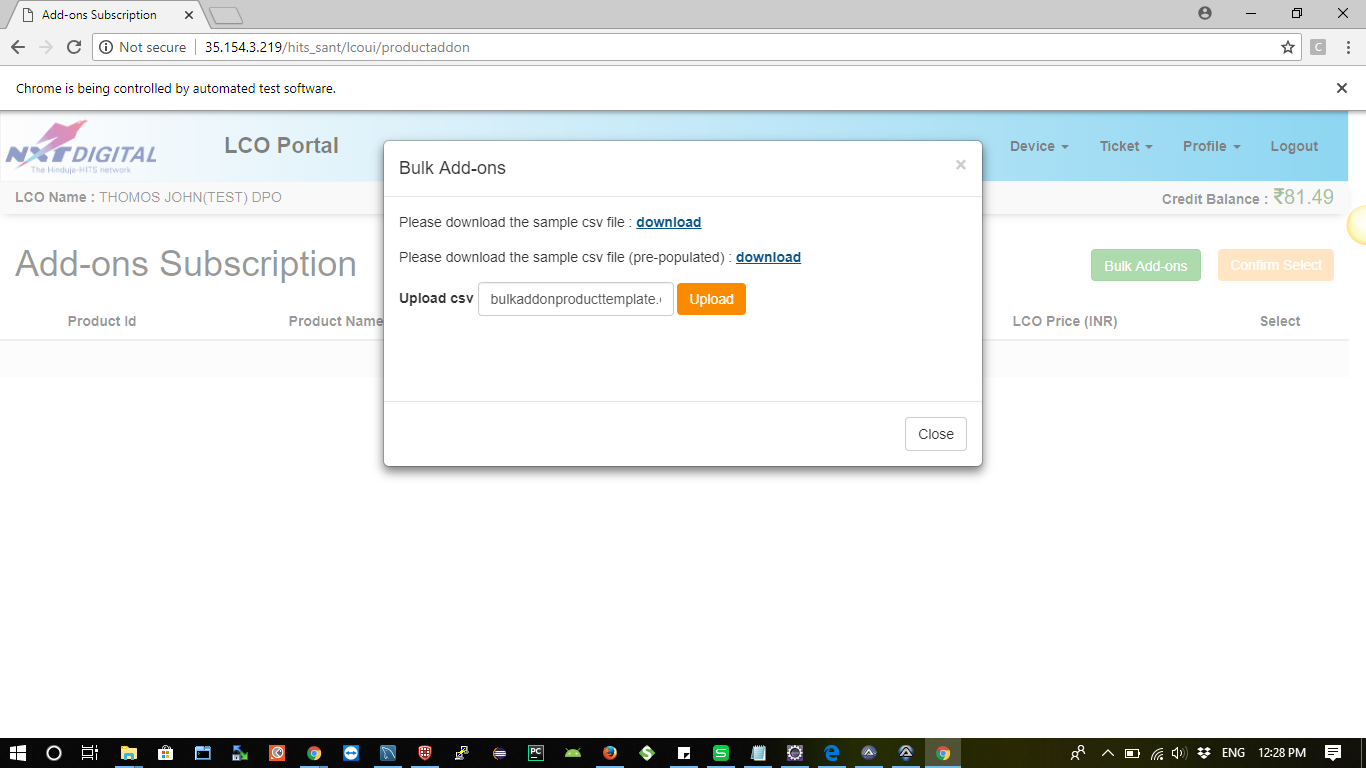 Add-ons Subscription
Not secure 35.154.3.219/hits_sant/lcoui/productaddon
Chrome is being controlled by automated test software.
NXTDIGITAL
The Hinduja-HITS network
LCO Portal
Device
Ticket
Profile
Logout
LCO Name : THOMOS JOHN(TEST) DPO
Credit Balance : ₹81.49
Add-ons Subscription
Bulk Add-ons
Confirm Select
Product Id
Product Name
LCO Price (INR)
Select
Bulk Add-ons
×
Please download the sample csv file : download
Please download the sample csv file (pre-populated) : download
Upload csv bulkaddonproducttemplate. Upload
Close
ENG 12:28 PM